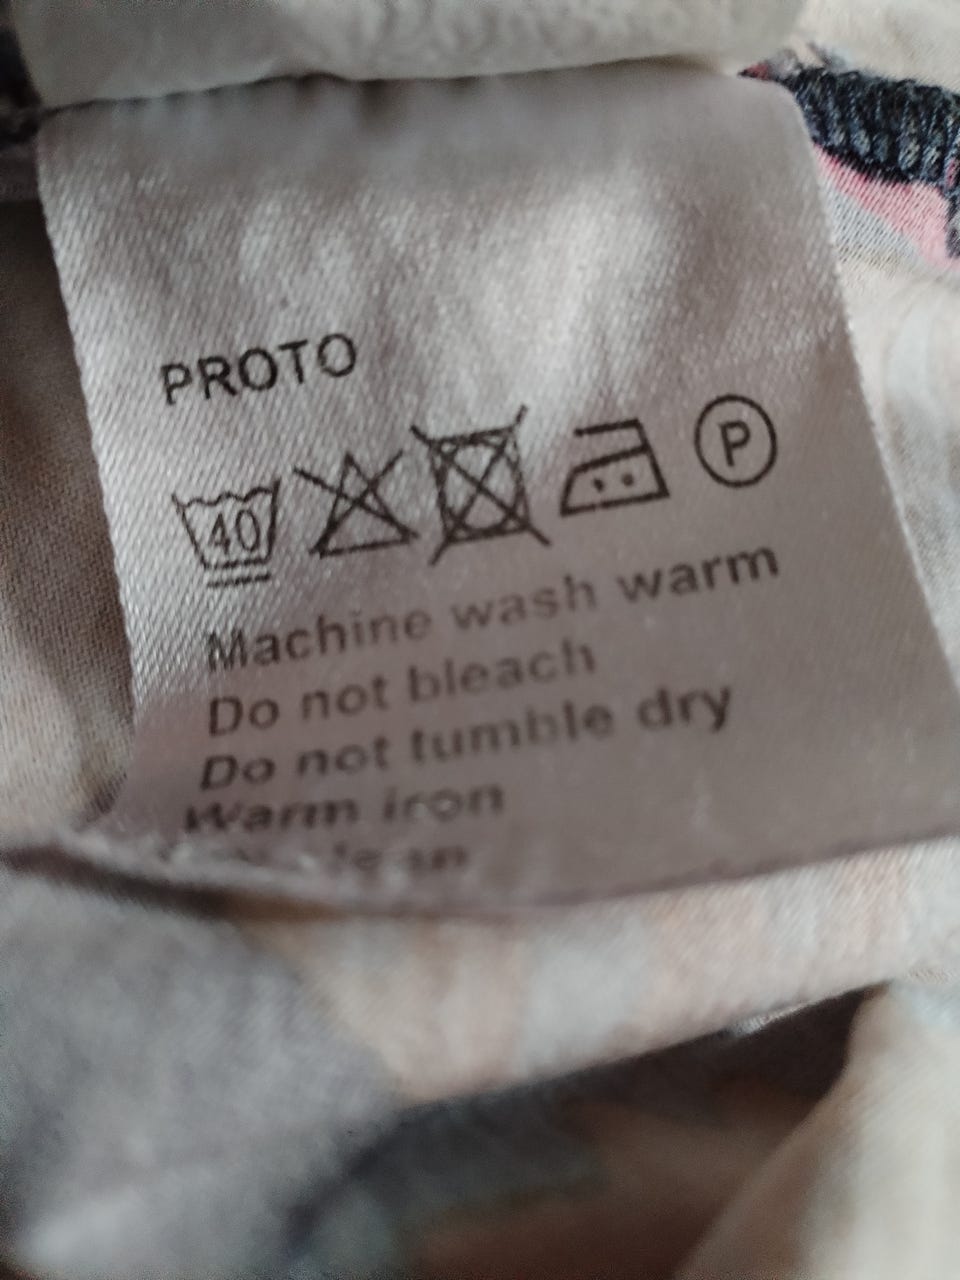 PROTO
40 P
Machine wash warm
Do not bleach
Do not tumble dry
Warm iron